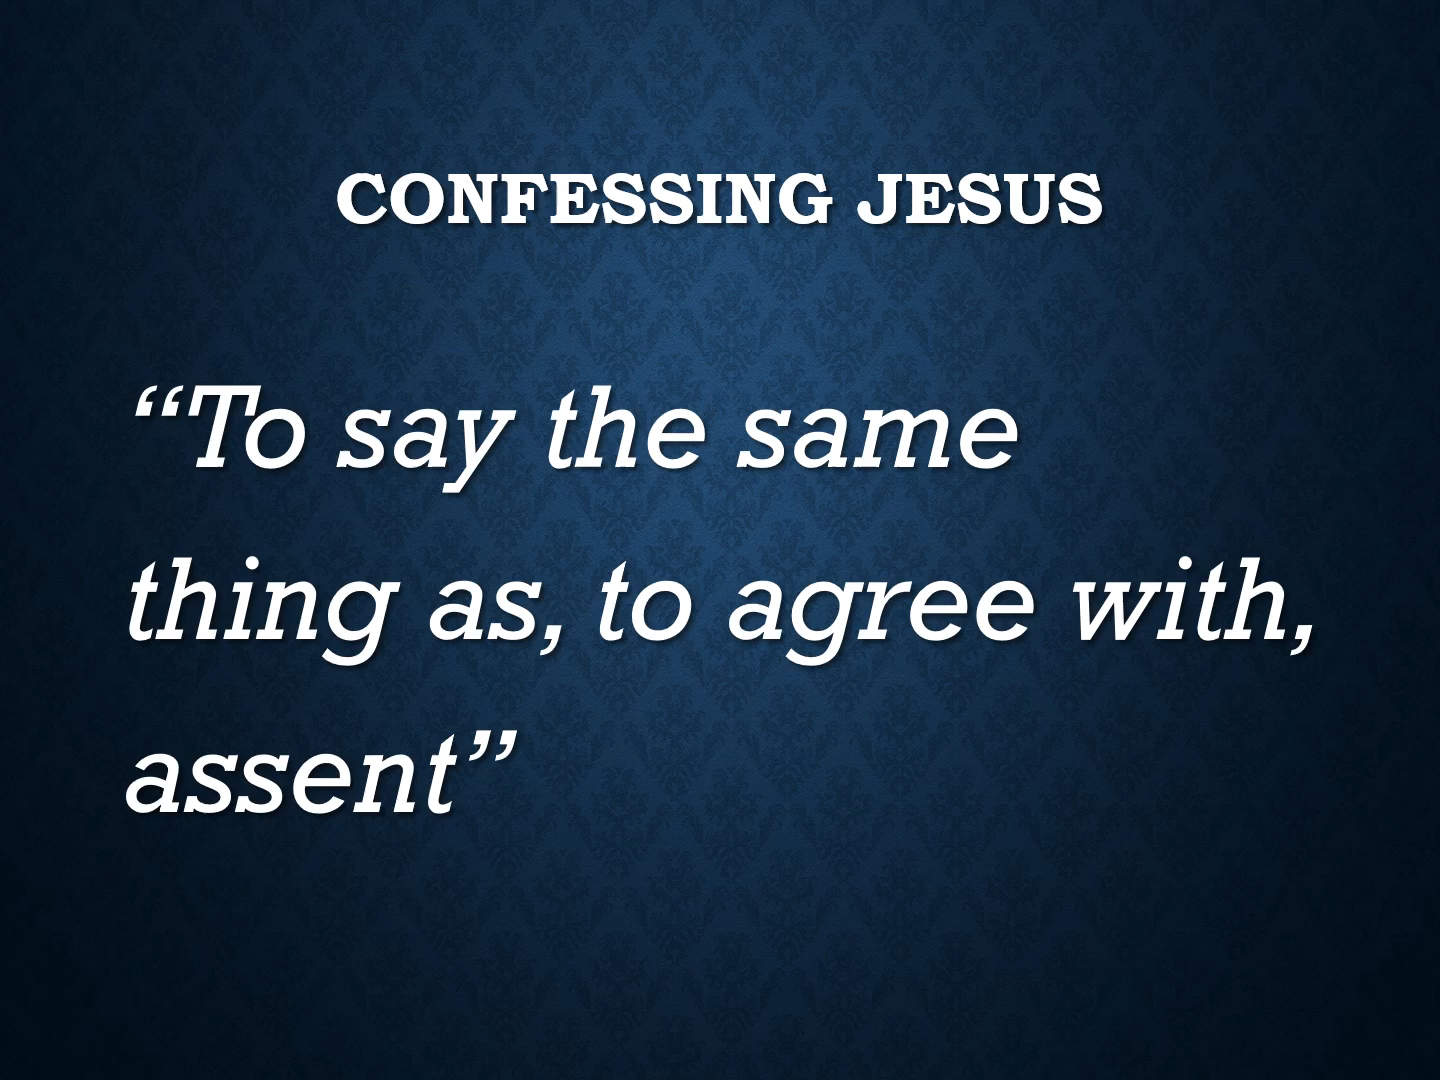 CONFESSING JESUS
“To say the same
thing as, to agree with,
assent”